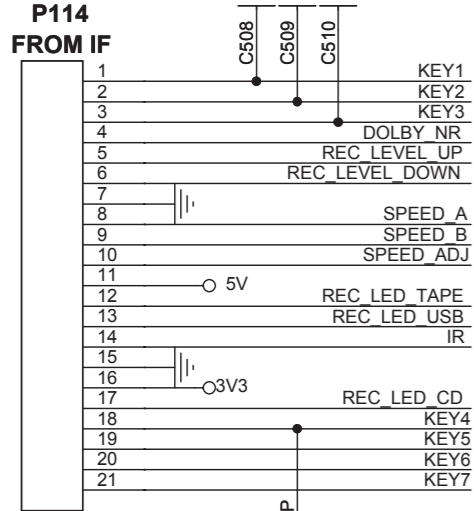 P114
FROM IF
C508
C509
C510
1 KEY1
2 KEY2
3 KEY3
4 DOLBY_NR
5 REC_LEVEL_UP
6 REC_LEVEL_DOWN
7
8 SPEED_A
9 SPEED_B
10 SPEED_ADJ
11
5V
12 REC_LED_TAPE
13 REC_LED_USB
14 IR
15
16
3V3
17 REC_LED_CD
18 KEY4
19 KEY5
20 KEY6
21 KEY7
P